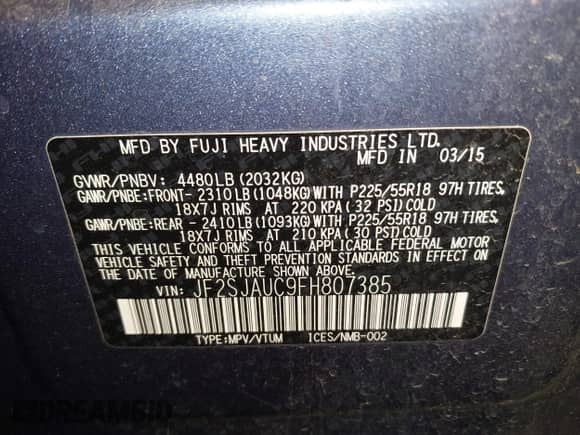 MFD BY FUJI HEAVY INDUSTRIES LTD.
MFD IN 03/15
GVWR/PNBV: 4480LB(2032KG)
GAWR/PNBE:FRONT- 2310LB(1048KG)WITH P225/55R18 97H TIRES,
18X7J RIMS AT 220 KPA(32 PSI)COLD
GAWR/PNBE:REAR - 2410LB(1093KG)WITH P225/55R18 97H TIRES,
18X7J RIMS AT 210 KPA(30 PSI)COLD
THIS VEHICLE CONFORMS TO ALL APPLICABLE FEDERAL MOTOR
VEHICLE SAFETY AND THEFT PREVENTION STANDARDS IN EFFECT ON
THE DATE OF MANUFACTURE SHOWN ABOVE.
VIN: JF2SJAUC9FH807385
TYPE:MPV/VTUM ICES/NMB-002
DREAMBID